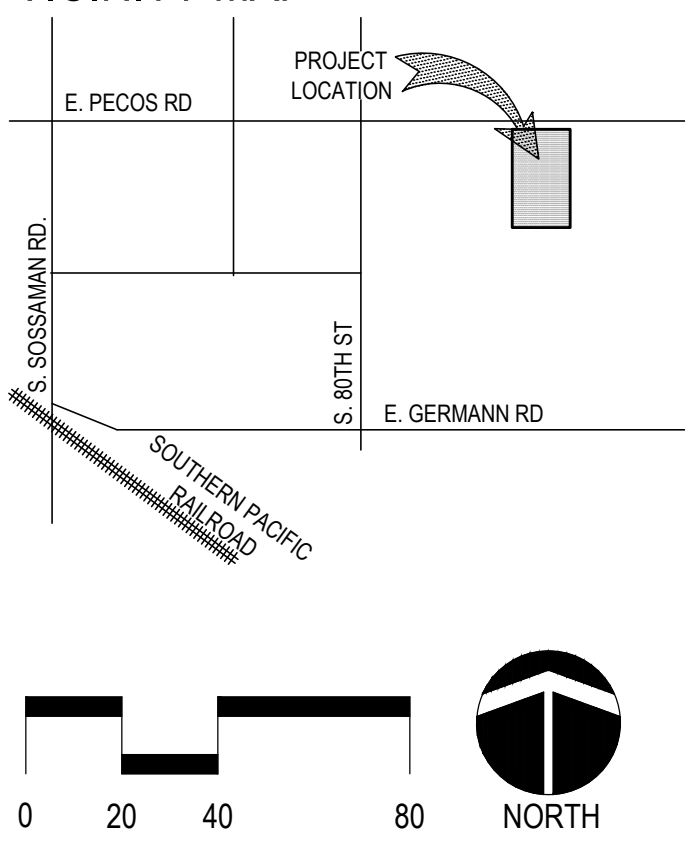 PROJECT
LOCATION
E. PECOS RD
S. SOSSAMAN RD.
S. 80TH ST
E. GERMANN RD
SOUTHERN PACIFIC
RAILROAD
0 20 40 80
NORTH